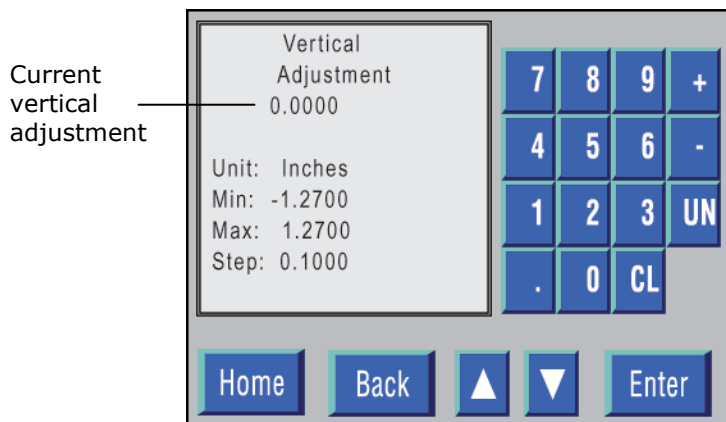 Current
vertical
adjustment
Vertical
Adjustment
0.0000
Unit: Inches
Min: -1.2700
Max: 1.2700
Step: 0.1000
7 8 9 +
4 5 6 -
1 2 3 UN
. 0 CL
Home Back Enter